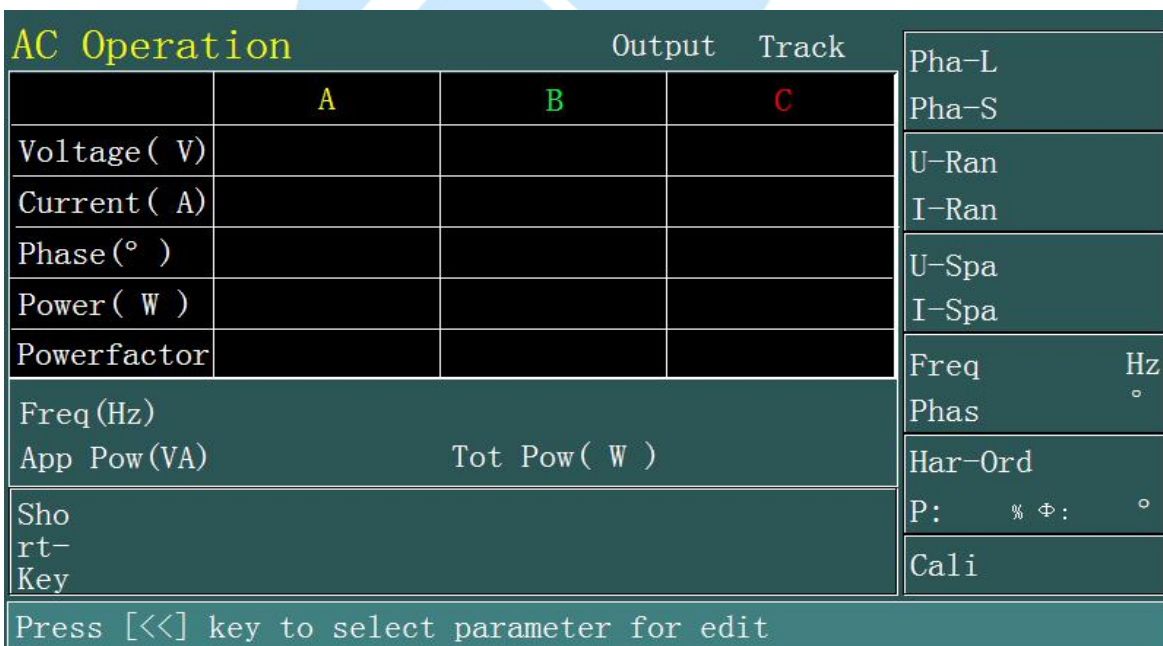 AC Operation Output Track
A B C
Voltage( V)
Current( A)
Phase(° )
Power( W )
Powerfactor
Freq(Hz)
App Pow(VA) Tot Pow( W )
Sho
rt-
Key
Pha-L
Pha-S
U-Ran
I-Ran
U-Spa
I-Spa
Freq Hz
Phas °
Har-Ord
P: % Φ: °
Cali
Press [<<] key to select parameter for edit